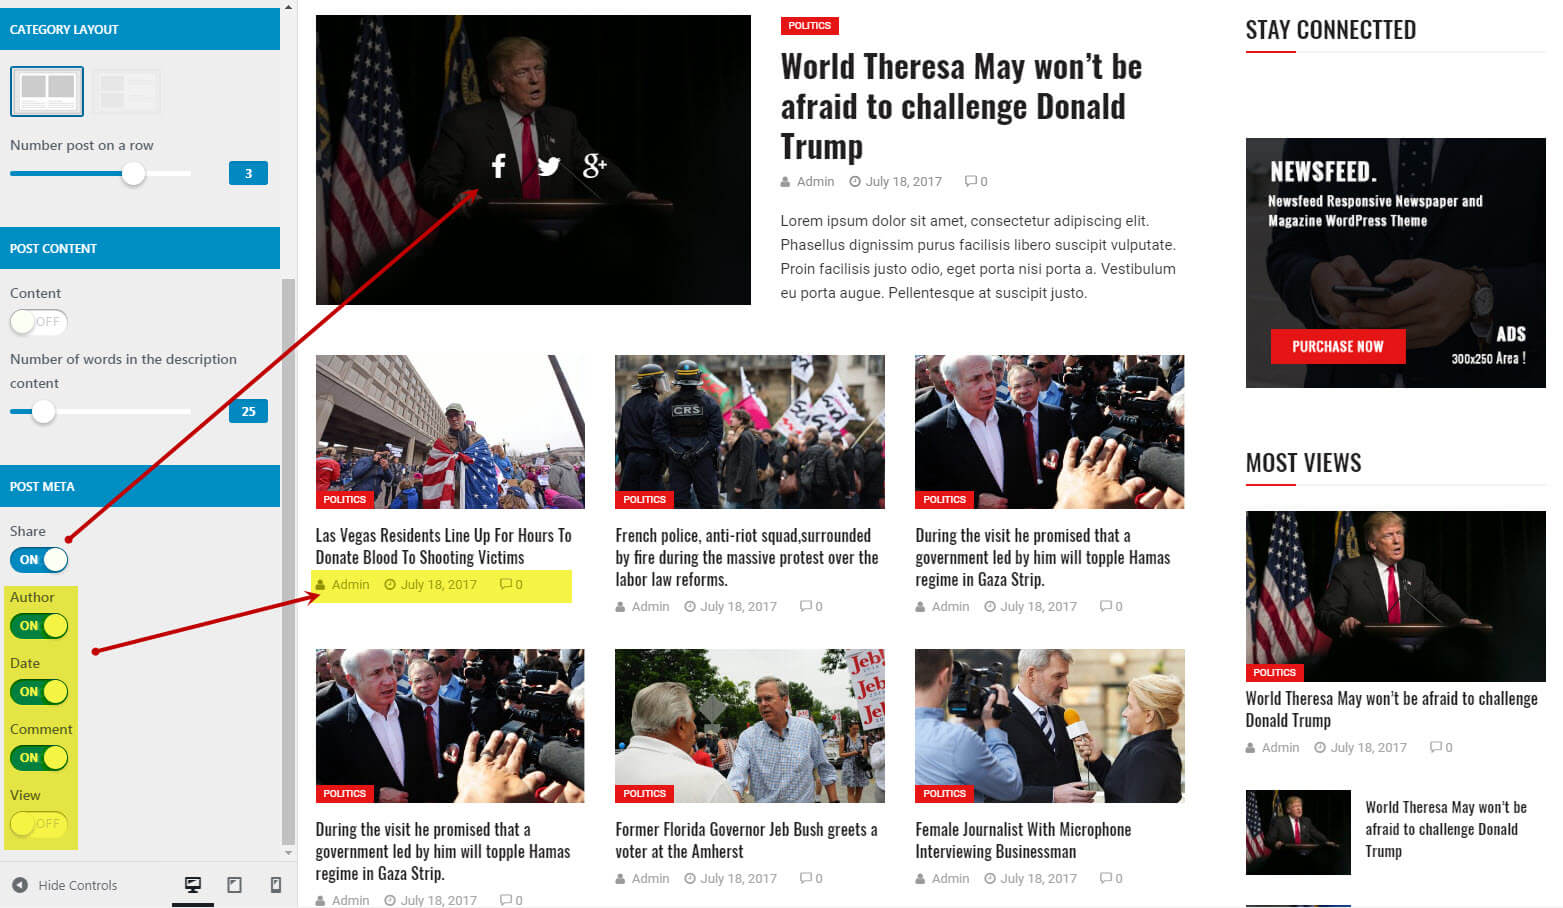 CATEGORY LAYOUT
Number post on a row
3
POST CONTENT
Content
OFF
Number of words in the description
content
25
POST META
Share
ON
Author
ON
Date
ON
Comment
ON
View
OFF
Hide Controls
POLITICS
World Theresa May won't be
afraid to challenge Donald
Trump
Admin July 18, 2017 0
Lorem ipsum dolor sit amet, consectetur adipiscing elit.
Phasellus dignissim purus facilisis libero suscipit vulputate.
Proin facilisis justo odio, eget porta nisi porta a. Vestibulum
eu porta augue. Pellentesque at suscipit justo.
CRS
POLITICS
Las Vegas Residents Line Up For Hours To
Donate Blood To Shooting Victims
Admin July 18, 2017 0
POLITICS
French police, anti-riot squad,surrounded
by fire during the massive protest over the
labor law reforms.
Admin July 18, 2017 0
POLITICS
During the visit he promised that a
government led by him will topple Hamas
regime in Gaza Strip.
Admin July 18, 2017 0
POLITICS
During the visit he promised that a
government led by him will topple Hamas
regime in Gaza Strip.
Admin July 18, 2017 0
Jeb!
Jeb!
Jeb!
POLITICS
Former Florida Governor Jeb Bush greets a
voter at the Amherst
Admin July 18, 2017 0
POLITICS
Female Journalist With Microphone
Interviewing Businessman
Admin July 18, 2017 0
STAY CONNECTTED
NEWSFEED.
Newsfeed Responsive Newspaper and
Magazine WordPress Theme
PURCHASE NOW
ADS
300x250 Area !
MOST VIEWS
POLITICS
World Theresa May won't be afraid to challenge
Donald Trump
Admin July 18, 2017 0
World Theresa May won't be
afraid to challenge Donald
Trump